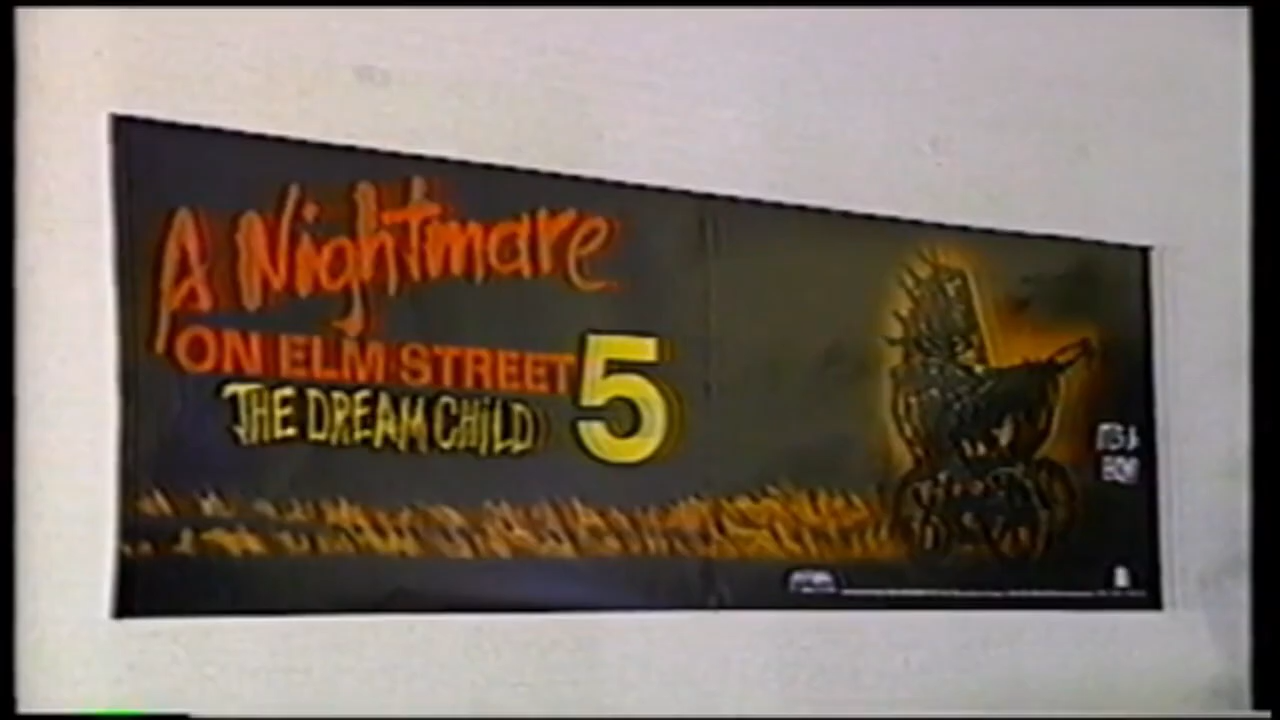 A Nightmare
ON ELM STREET 5
THE DREAM CHILD
IT'S A
BOY!